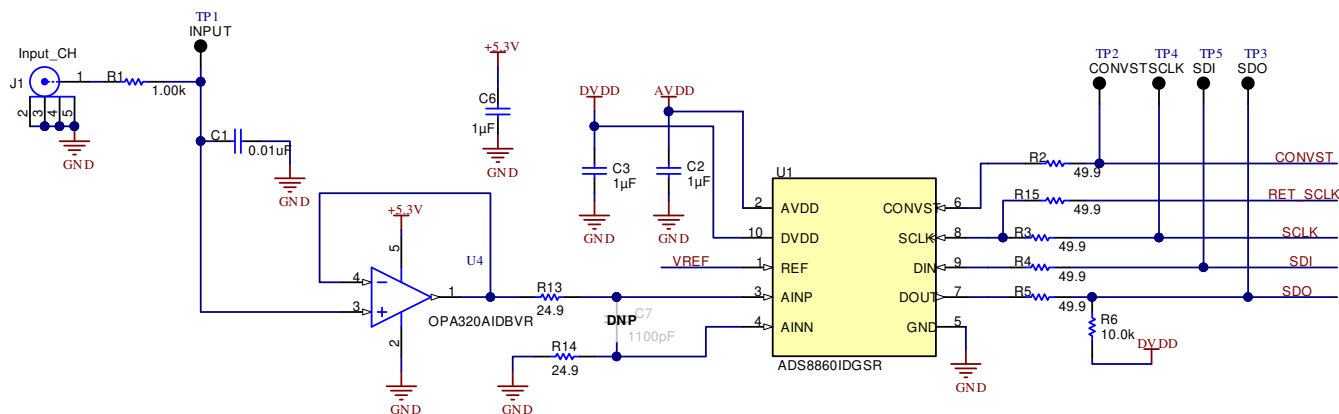 TP1
INPUT
Input_CH
J1
1
R1
1.00k
2
3
4
5
GND
C1
0.01uF
GND
+5.3V
C6
1µF
GND
DVDD
AVDD
C3
1µF
C2
1µF
GND
GND
+5.3V
5
U4
4
3
1
2
OPA320AIDBVR
GND
R13
24.9
DNP
C7
1100pF
R14
24.9
GND
VREF
U1
2
AVDD
10
DVDD
1
REF
3
AINP
4
AINN
CONVST
6
SCLK
8
DIN
9
DOUT
7
GND
5
ADS8860IDGSR
GND
TP2
TP4
TP5
TP3
CONVST
SCLK
SDI
SDO
R2
49.9
CONVST
R15
49.9
RET_SCLK
R3
49.9
SCLK
R4
49.9
SDI
R5
49.9
SDO
R6
10.0k
DVDD